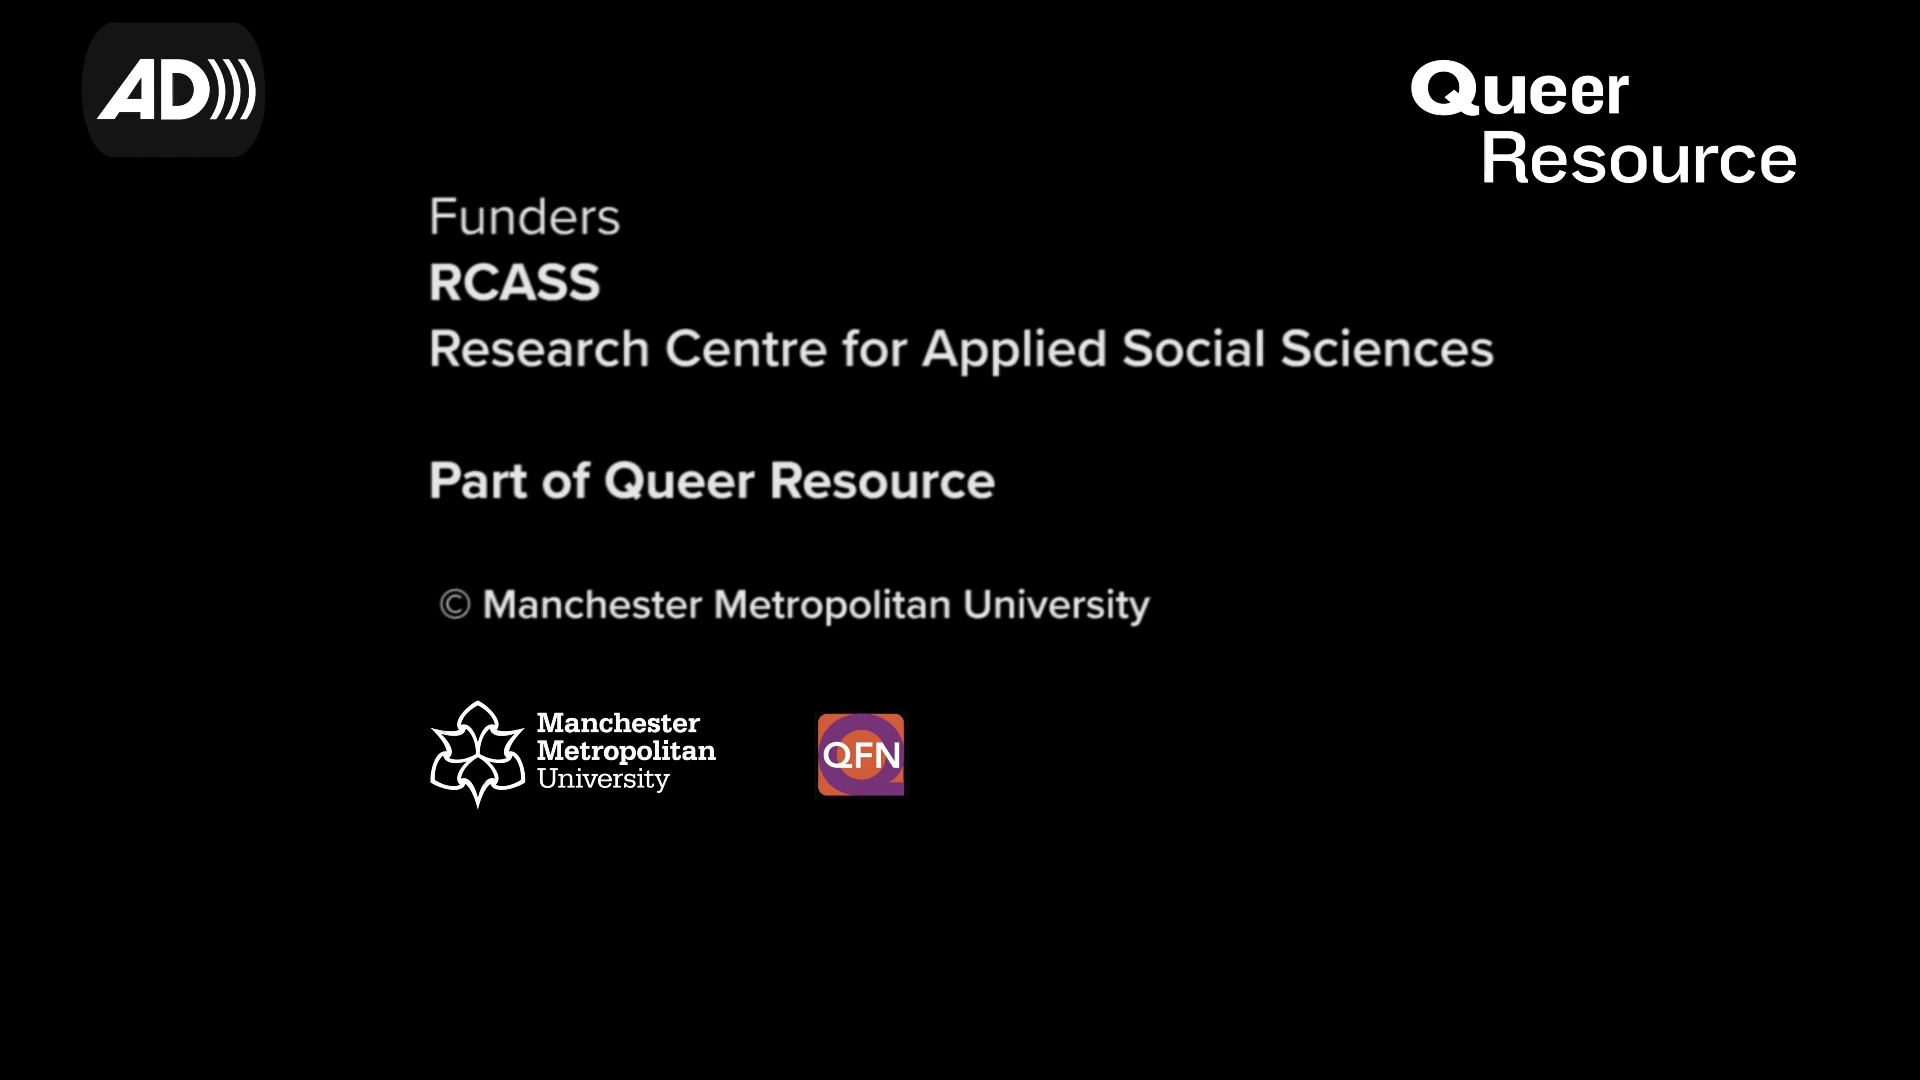 AD
Queer
Resource
Funders
RCASS
Research Centre for Applied Social Sciences
Part of Queer Resource
© Manchester Metropolitan University
Manchester
Metropolitan
University
QFN